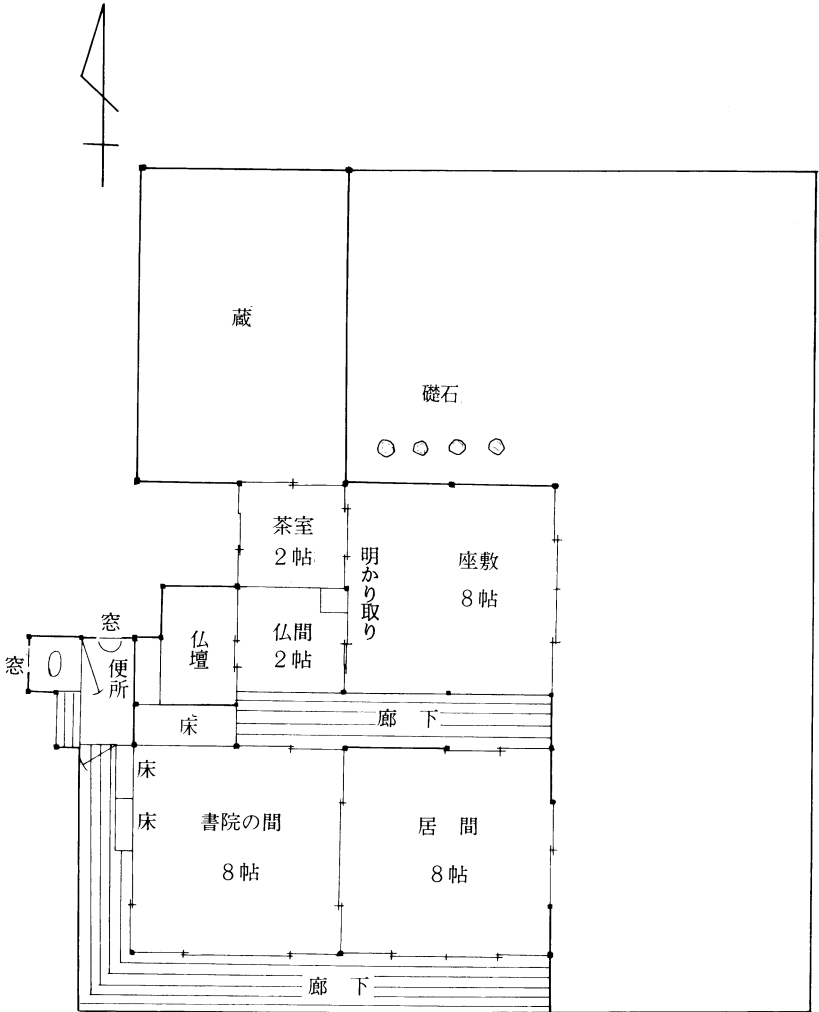 蔵
礎石
茶室
2帖
明かり取り
座敷
8帖
窓
仏壇
仏間
2帖
窓
便所
床
廊 下
床
床
書院の間
8帖
居 間
8帖
廊 下